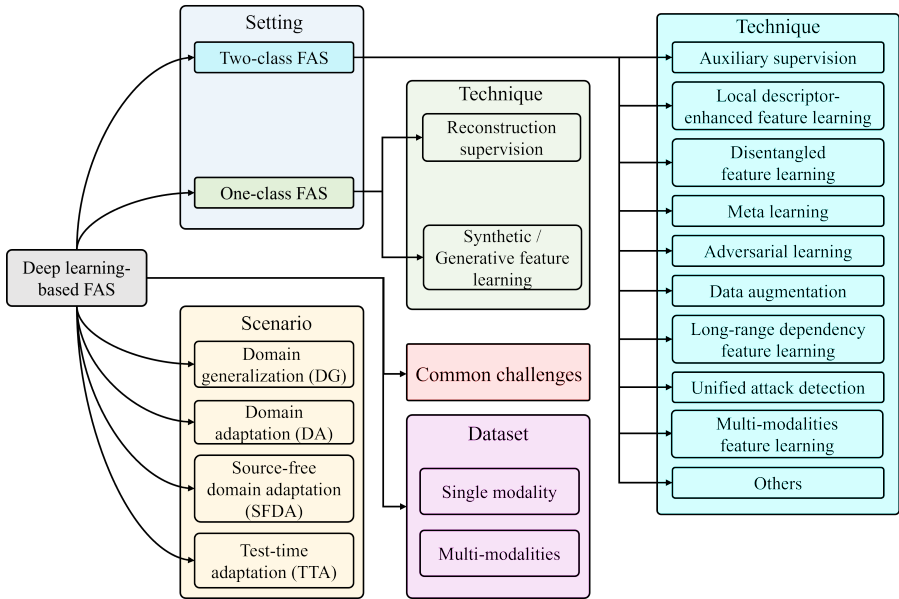 Deep learning-
based FAS
Setting
Two-class FAS
One-class FAS
Scenario
Domain
generalization (DG)
Domain
adaptation (DA)
Source-free
domain adaptation
(SFDA)
Test-time
adaptation (TTA)
Technique
Reconstruction
supervision
Synthetic /
Generative feature
learning
Common challenges
Dataset
Single modality
Multi-modalities
Technique
Auxiliary supervision
Local descriptor-
enhanced feature learning
Disentangled
feature learning
Meta learning
Adversarial learning
Data augmentation
Long-range dependency
feature learning
Unified attack detection
Multi-modalities
feature learning
Others